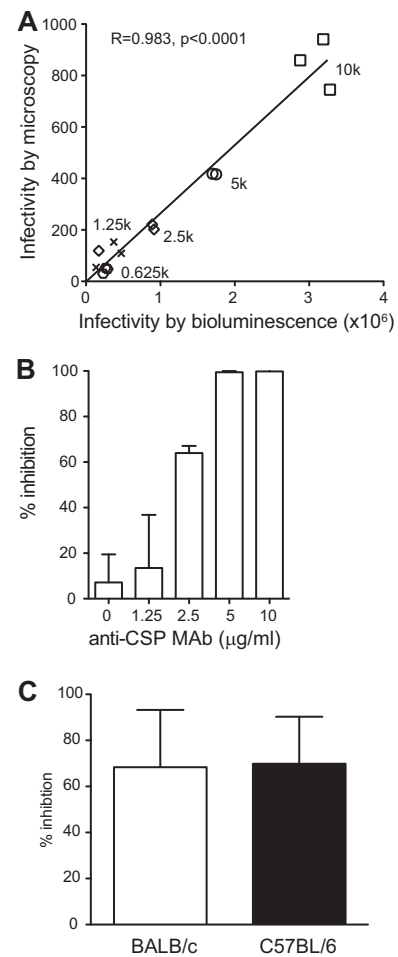 A
R=0.983, p<0.0001
1000
800
600
400
200
0
Infectivity by microscopy
10k
5k
2.5k
1.25k
0.625k
0 1 2 3 4
Infectivity by bioluminescence (x10⁶)
B
100
80
60
40
20
0
% inhibition
0 1.25 2.5 5 10
anti-CSP MAb (μg/ml)
C
100
80
60
40
20
0
% inhibtion
BALB/c C57BL/6